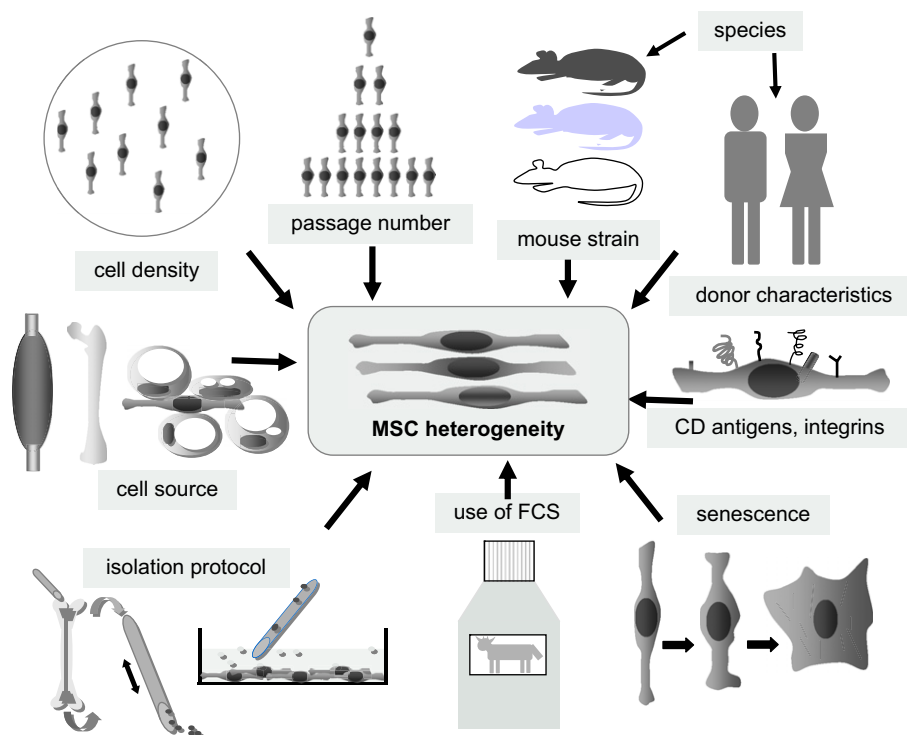 species
passage number
mouse strain
cell density
donor characteristics
MSC heterogeneity
CD antigens, integrins
cell source
use of FCS
senescence
isolation protocol